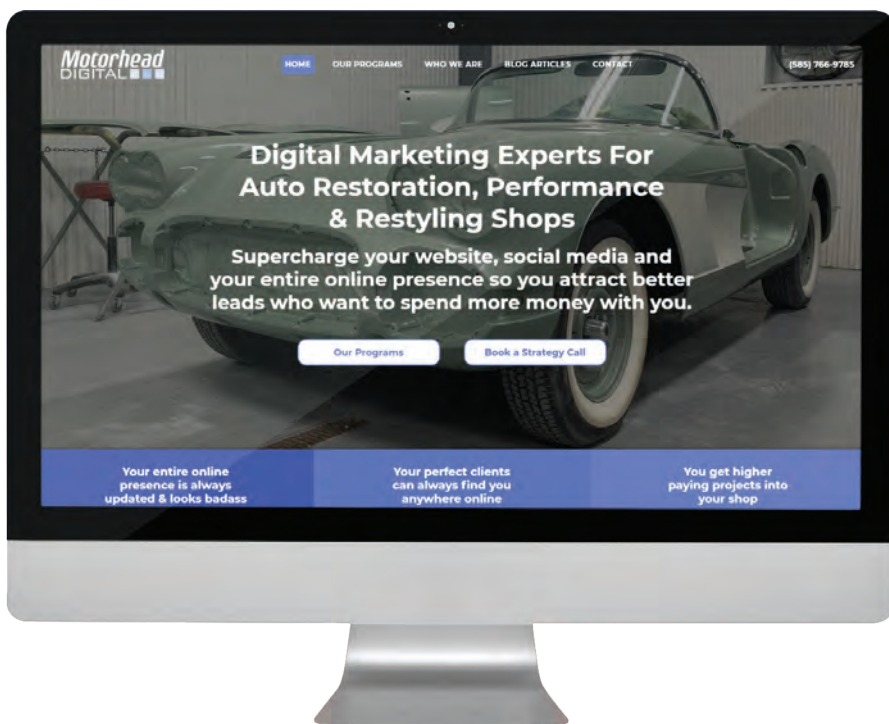 Motorhead
DIGITAL
HOME OUR PROGRAMS WHO WE ARE BLOG ARTICLES CONTACT (585) 766-9785
Digital Marketing Experts For
Auto Restoration, Performance
& Restyling Shops
Supercharge your website, social media and
your entire online presence so you attract better
leads who want to spend more money with you.
Our Programs Book a Strategy Call
Your entire online
presence is always
updated & looks badass
Your perfect clients
can always find you
anywhere online
You get higher
paying projects into
your shop